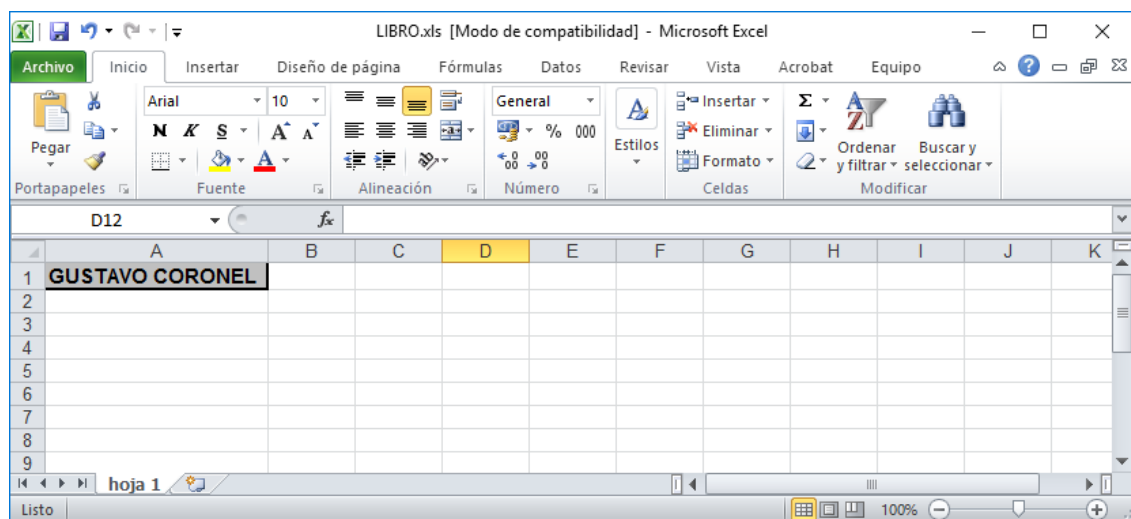 LIBRO.xls [Modo de compatibilidad] - Microsoft Excel
Archivo Inicio Insertar Diseño de página Fórmulas Datos Revisar Vista Acrobat Equipo
Pegar
Portapapeles
Arial 10
N K S A A
A
Fuente
Alineación
General
% 000
Número
Estilos
Insertar
Eliminar
Formato
Celdas
Σ
Ordenar y filtrar
Buscar y seleccionar
Modificar
D12 fx
A B C D E F G H I J K
1 GUSTAVO CORONEL
2
3
4
5
6
7
8
9
hoja 1
Listo 100%